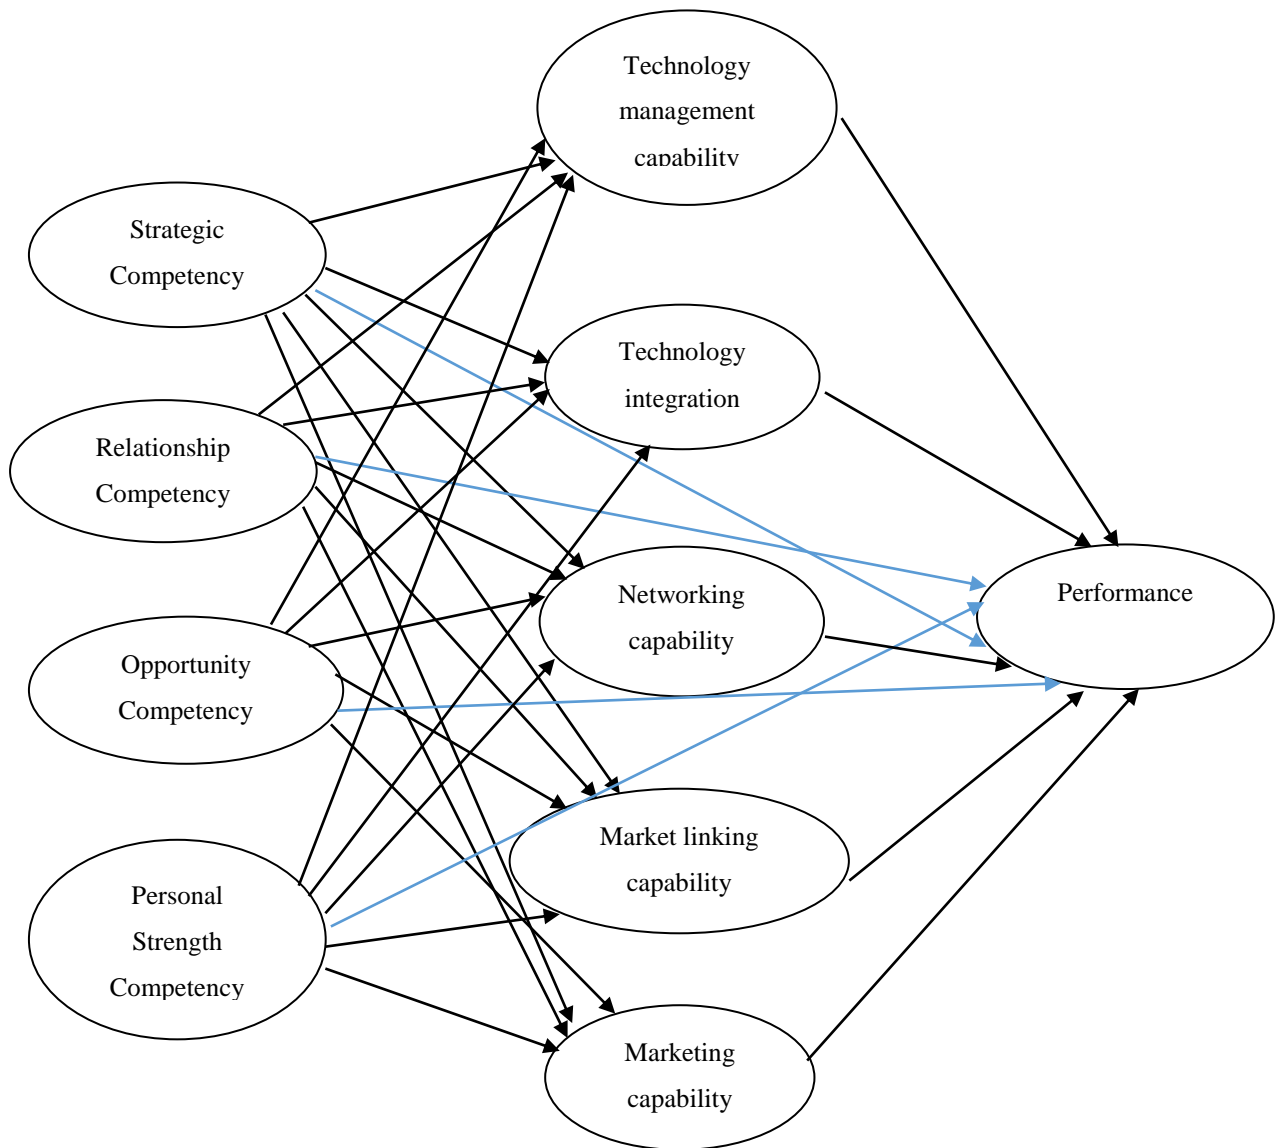 Technology
management
capability
Strategic
Competency
Technology
integration
Relationship
Competency
Networking
capability
Performance
Opportunity
Competency
Market linking
capability
Personal
Strength
Competency
Marketing
capability